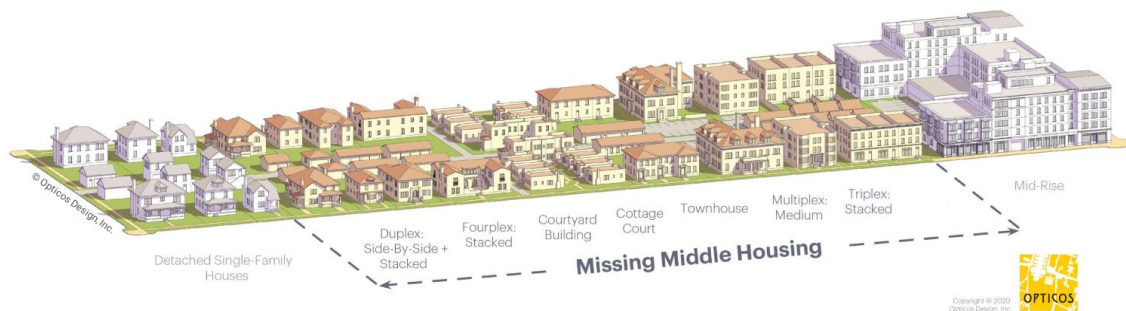 © Opticos Design, Inc.
Detached Single-Family
Houses
Duplex:
Side-By-Side +
Stacked
Fourplex:
Stacked
Courtyard
Building
Cottage
Court
Townhouse
Multiplex:
Medium
Triplex:
Stacked
Mid-Rise
Missing Middle Housing
Copyright © 2020
Opticos Design, Inc
OPTICOS